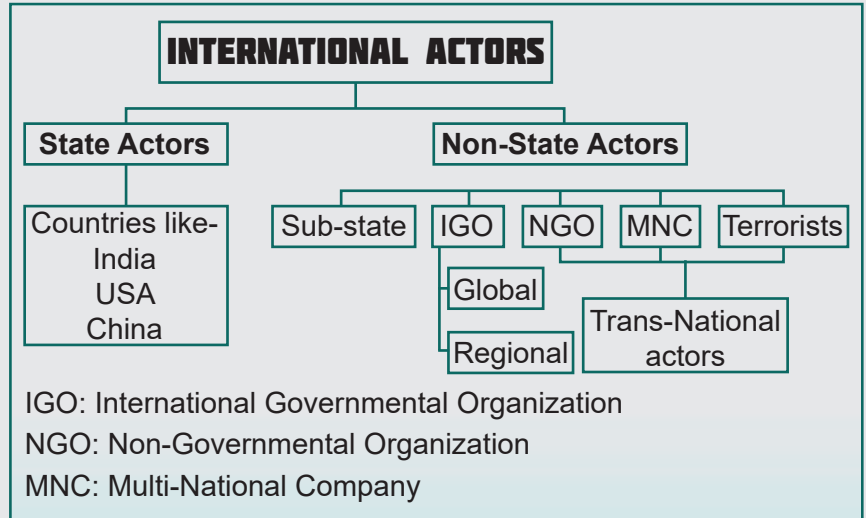 INTERNATIONAL ACTORS
State Actors
Non-State Actors
Countries like-
India
USA
China
Sub-state
IGO
NGO
MNC
Terrorists
Global
Regional
Trans-National
actors
IGO: International Governmental Organization
NGO: Non-Governmental Organization
MNC: Multi-National Company